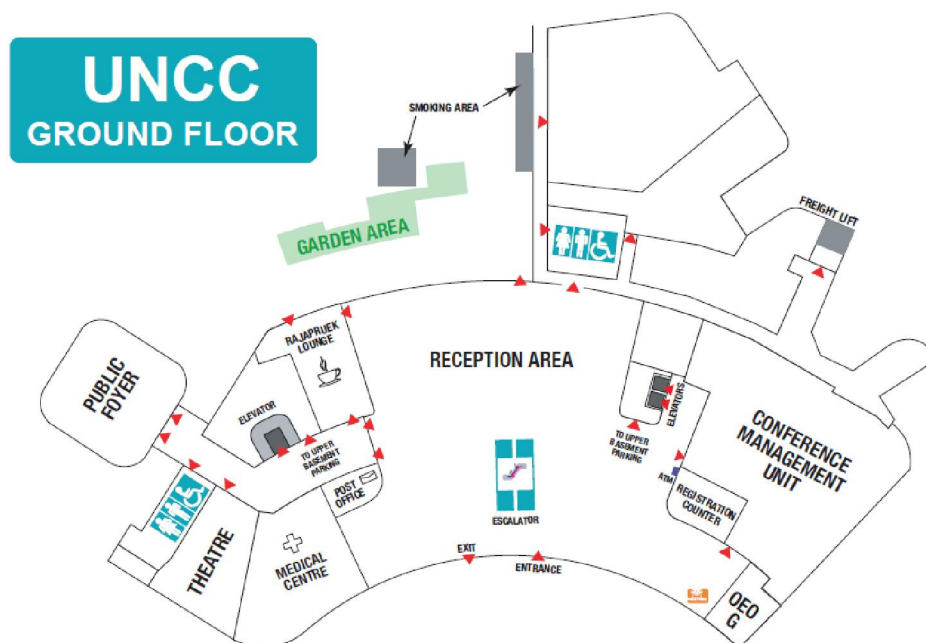 UNCC
GROUND FLOOR
SMOKING AREA
GARDEN AREA
FREIGHT LIFT
RAJAPRUEK
LOUNGE
RECEPTION AREA
PUBLIC
FOYER
ELEVATOR
ELEVATORS
TO UPPER
BASEMENT
PARKING
TO UPPER
BASEMENT
PARKING
CONFERENCE
MANAGEMENT
UNIT
POST
OFFICE
ATM
REGISTRATION
COUNTER
ESCALATOR
THEATRE
MEDICAL
CENTRE
EXIT
ENTRANCE
OEO
G